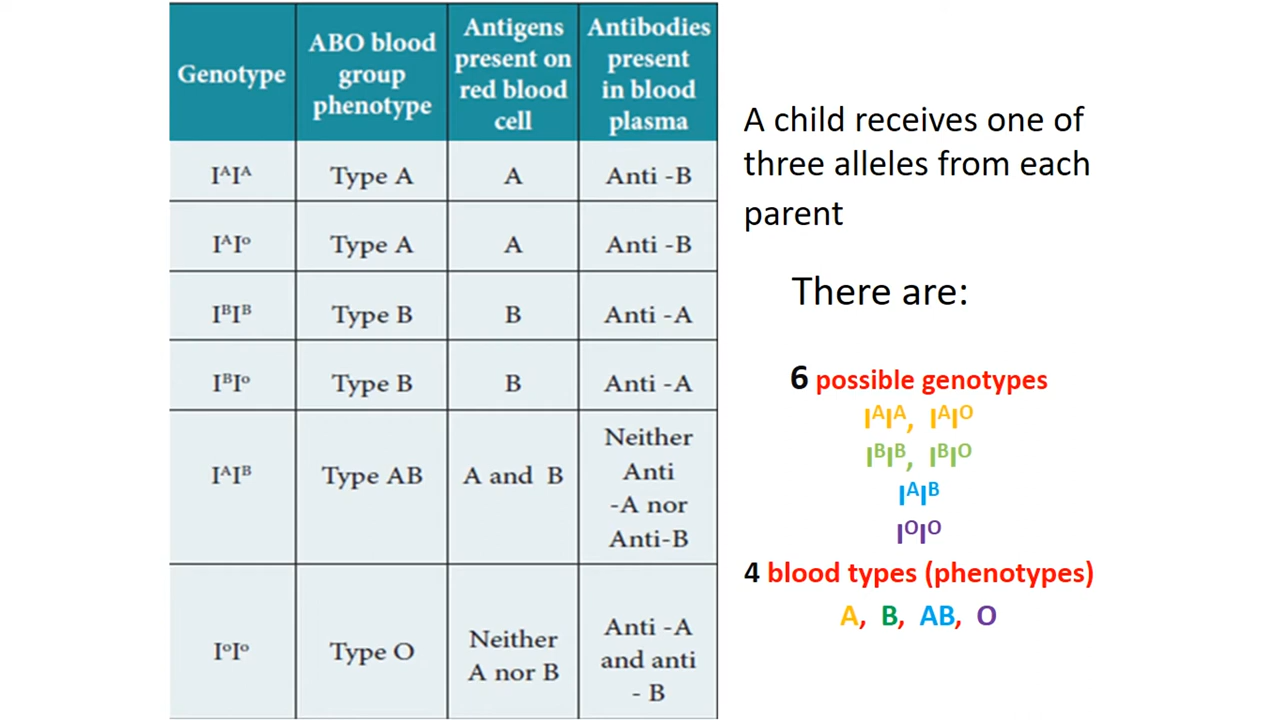 Genotype
ABO blood
group
phenotype
Antigens
present on
red blood
cell
Antibodies
present
in blood
plasma
IᴬIᴬ
Type A
A
Anti -B
IᴬIᵒ
Type A
A
Anti -B
IᴮIᴮ
Type B
B
Anti -A
IᴮIᵒ
Type B
B
Anti -A
IᴬIᴮ
Type AB
A and B
Neither
Anti
-A nor
Anti-B
IᵒIᵒ
Type O
Neither
A nor B
Anti -A
and anti
- B
A child receives one of
three alleles from each
parent
There are:
6 possible genotypes
IᴬIᴬ, IᴬIᴼ
IᴮIᴮ, IᴮIᴼ
IᴬIᴮ
IᴼIᴼ
4 blood types (phenotypes)
A, B, AB, O